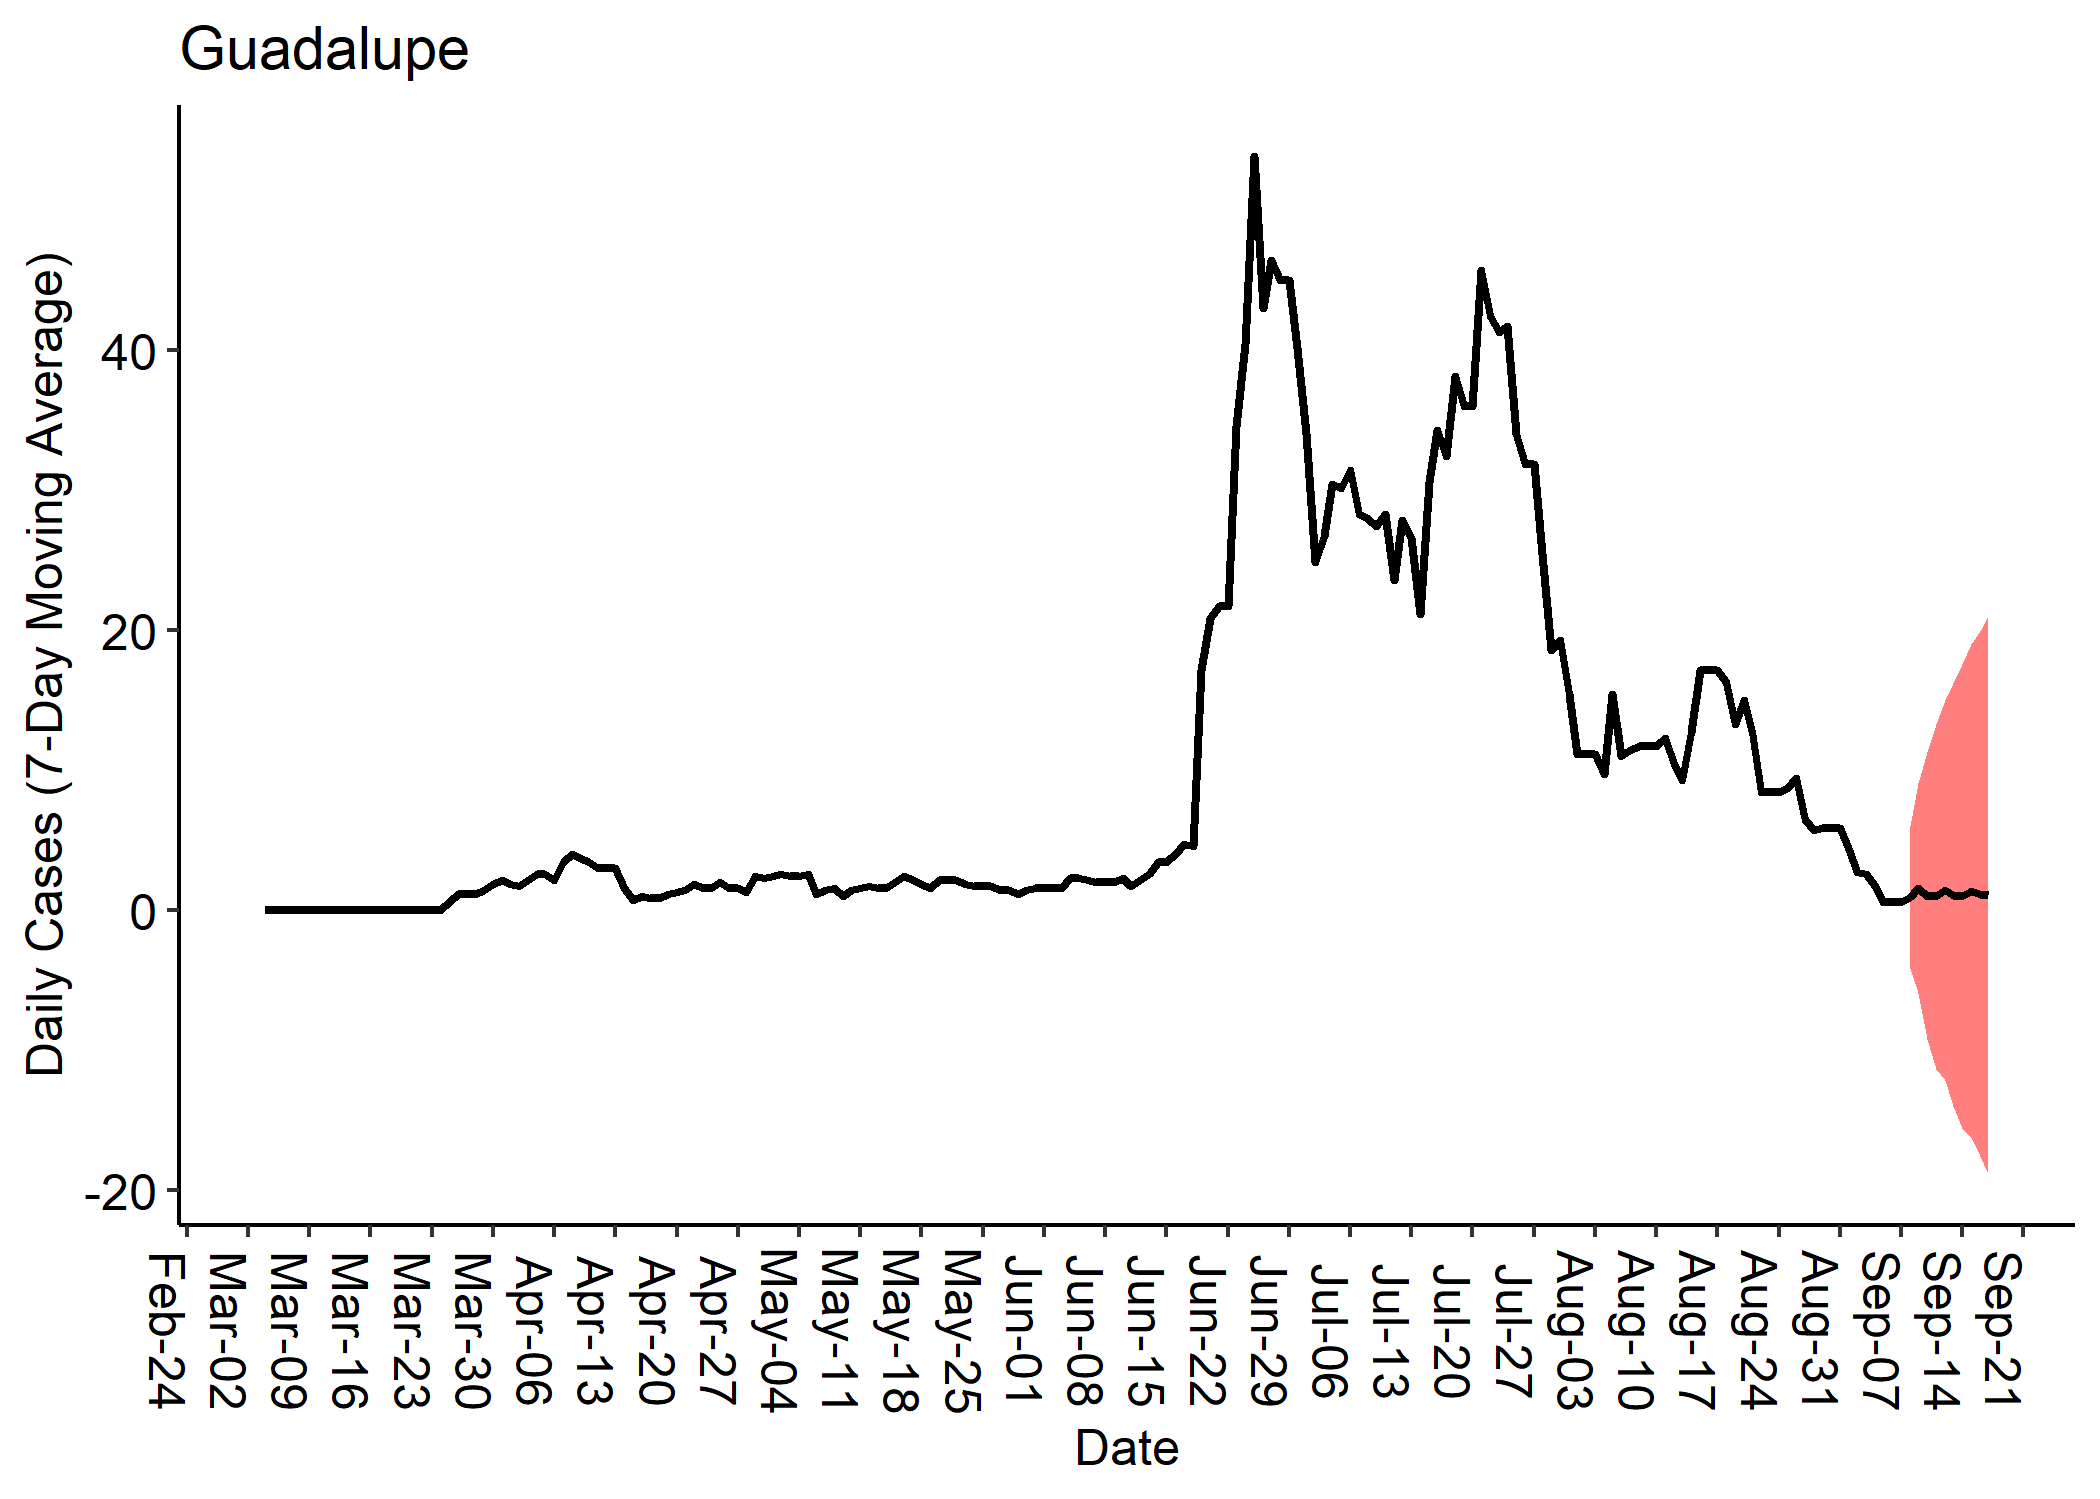 Guadalupe
Daily Cases (7-Day Moving Average)
40
20
0
-20
Feb-24
Mar-02
Mar-09
Mar-16
Mar-23
Mar-30
Apr-06
Apr-13
Apr-20
Apr-27
May-04
May-11
May-18
May-25
Jun-01
Jun-08
Jun-15
Jun-22
Jun-29
Jul-06
Jul-13
Jul-20
Jul-27
Aug-03
Aug-10
Aug-17
Aug-24
Aug-31
Sep-07
Sep-14
Sep-21
Date